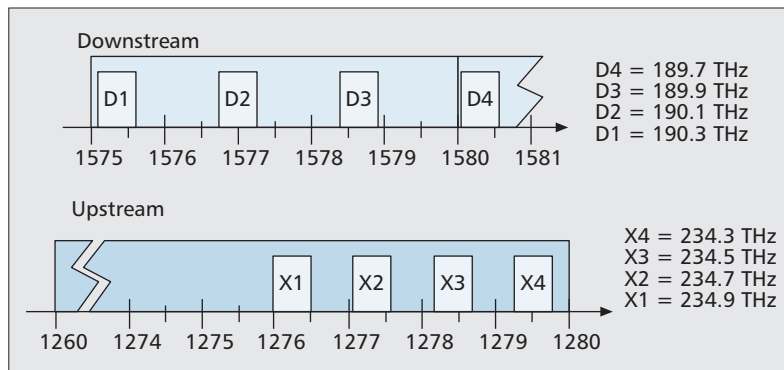 Downstream
D1 D2 D3 D4
1575 1576 1577 1578 1579 1580 1581
D4 = 189.7 THz
D3 = 189.9 THz
D2 = 190.1 THz
D1 = 190.3 THz
Upstream
X1 X2 X3 X4
1260 1274 1275 1276 1277 1278 1279 1280
X4 = 234.3 THz
X3 = 234.5 THz
X2 = 234.7 THz
X1 = 234.9 THz